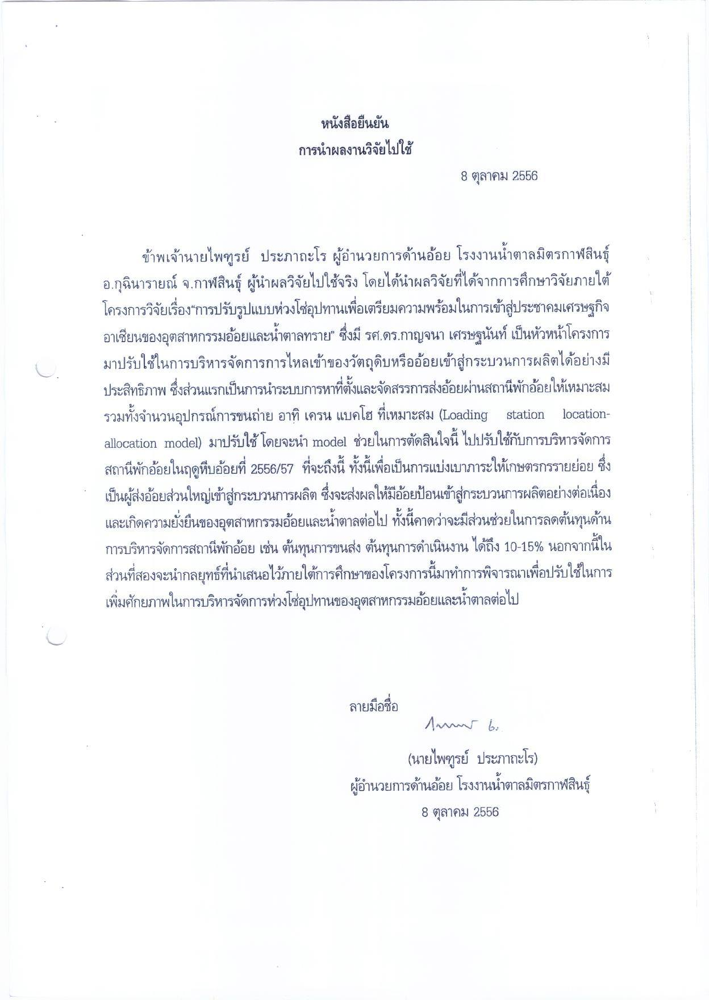 หนังสือยืนยัน
การนำผลงานวิจัยไปใช้
8 ตุลาคม 2556
ข้าพเจ้านายไพฑูรย์ ประภาถะโร ผู้อำนวยการด้านอ้อย โรงงานน้ำตาลมิตรกาฬสินธุ์
อ.กุฉินารายณ์ จ.กาฬสินธุ์ ผู้นำผลวิจัยไปใช้จริง โดยได้นำผลวิจัยที่ได้จากการศึกษาวิจัยภายใต้
โครงการวิจัยเรื่อง“การปรับรูปแบบห่วงโซ่อุปทานเพื่อเตรียมความพร้อมในการเข้าสู่ประชาคมเศรษฐกิจ
อาเซียนของอุตสาหกรรมอ้อยและน้ำตาลทราย” ซึ่งมี รศ.ดร.กาญจนา เศรษฐนันท์ เป็นหัวหน้าโครงการ
มาปรับใช้ในการบริหารจัดการการไหลเข้าของวัตถุดิบหรืออ้อยเข้าสู่กระบวนการผลิตได้อย่างมี
ประสิทธิภาพ ซึ่งส่วนแรกเป็นการนำระบบการหาที่ตั้งและจัดสรรการส่งอ้อยผ่านสถานีพักอ้อยให้เหมาะสม
รวมทั้งจำนวนอุปกรณ์การขนถ่าย อาทิ เครน แบคโฮ ที่เหมาะสม (Loading station location-
allocation model) มาปรับใช้ โดยจะนำ model ช่วยในการตัดสินใจนี้ ไปปรับใช้กับการบริหารจัดการ
สถานีพักอ้อยในฤดูหีบอ้อยที่ 2556/57 ที่จะถึงนี้ ทั้งนี้เพื่อเป็นการแบ่งเบาภาระให้เกษตรกรรายย่อย ซึ่ง
เป็นผู้ส่งอ้อยส่วนใหญ่เข้าสู่กระบวนการผลิต ซึ่งจะส่งผลให้มีอ้อยป้อนเข้าสู่กระบวนการผลิตอย่างต่อเนื่อง
และเกิดความยั่งยืนของอุตสาหกรรมอ้อยและน้ำตาลต่อไป ทั้งนี้คาดว่าจะมีส่วนช่วยในการลดต้นทุนด้าน
การบริหารจัดการสถานีพักอ้อย เช่น ต้นทุนการขนส่ง ต้นทุนการดำเนินงาน ได้ถึง 10-15% นอกจากนี้ใน
ส่วนที่สองจะนำกลยุทธ์ที่นำเสนอไว้ภายใต้การศึกษาของโครงการนี้มาทำการพิจารณาเพื่อปรับใช้ในการ
เพิ่มศักยภาพในการบริหารจัดการห่วงโซ่อุปทานของอุตสาหกรรมอ้อยและน้ำตาลต่อไป
ลายมือชื่อ
(นายไพฑูรย์ ประภาถะโร)
ผู้อำนวยการด้านอ้อย โรงงานน้ำตาลมิตรกาฬสินธุ์
8 ตุลาคม 2556